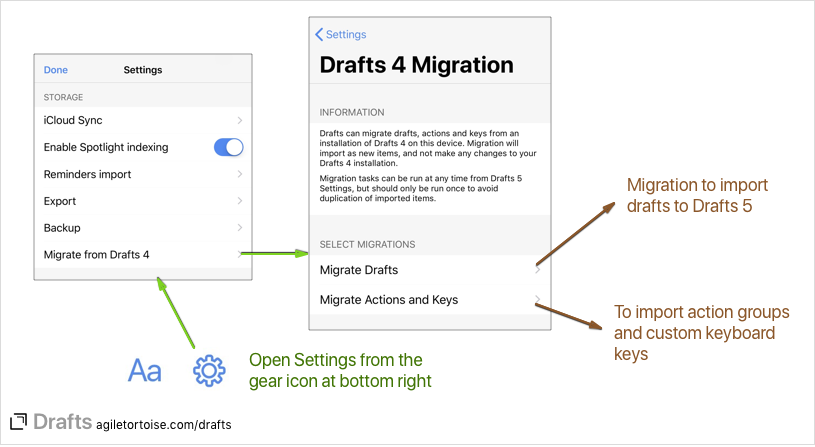 Done Settings
STORAGE
iCloud Sync
Enable Spotlight indexing
Reminders import
Export
Backup
Migrate from Drafts 4
Settings
Drafts 4 Migration
INFORMATION
Drafts can migrate drafts, actions and keys from an
installation of Drafts 4 on this device. Migration will
import as new items, and not make any changes to your
Drafts 4 installation.
Migration tasks can be run at any time from Drafts 5
Settings, but should only be run once to avoid
duplication of imported items.
SELECT MIGRATIONS
Migrate Drafts
Migrate Actions and Keys
Migration to import
drafts to Drafts 5
To import action groups
and custom keyboard
keys
Aa
Open Settings from the
gear icon at bottom right
Drafts agiletortoise.com/drafts